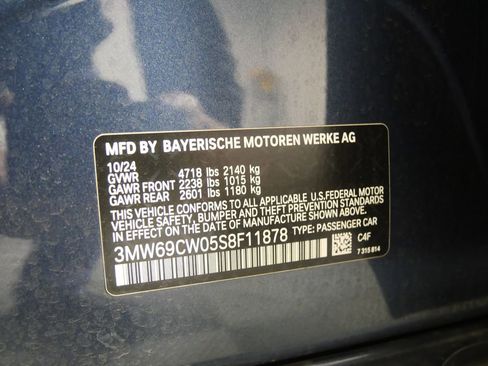 MFD BY BAYERISCHE MOTOREN WERKE AG
10/24
GVWR 4718 lbs 2140 kg
GAWR FRONT 2238 lbs 1015 kg
GAWR REAR 2601 lbs 1180 kg
THIS VEHICLE CONFORMS TO ALL APPLICABLE U.S.FEDERAL MOTOR
VEHICLE SAFETY, BUMPER, AND THEFT PREVENTION STANDARDS
IN EFFECT ON THE DATE OF MANUFACTURE SHOWN ABOVE.
3MW69CW05S8F11878 TYPE: PASSENGER CAR
C4F
7 315 814